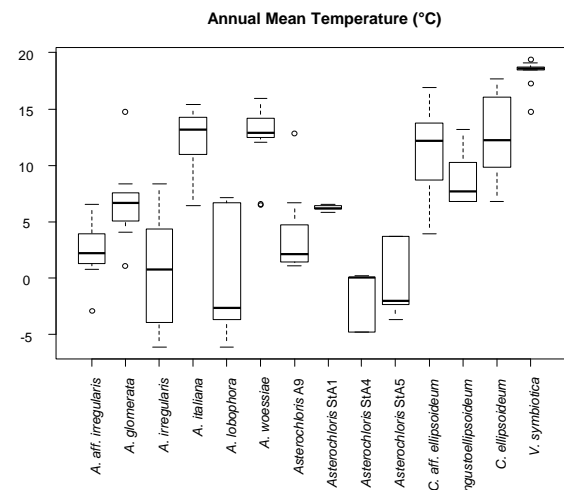 Annual Mean Temperature (°C)
20
15
10
5
0
-5
A. aff. irregularis
A. glomerata
A. irregularis
A. italiana
A. lobophora
A. woessiae
Asterochloris A9
Asterochloris StA1
Asterochloris StA4
Asterochloris StA5
C. aff. ellipsoideum
ngustoellipsoideum
C. ellipsoideum
V. symbiotica